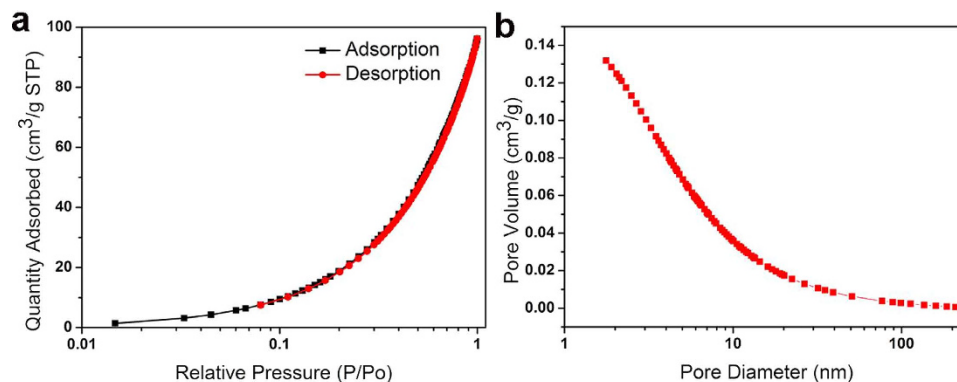 a
Quantity Adsorbed (cm³/g STP)
100
80
60
40
20
0
0.01
0.1
1
Relative Pressure (P/Po)
Adsorption
Desorption
b
Pore Volume (cm³/g)
0.14
0.12
0.10
0.08
0.06
0.04
0.02
0.00
1
10
100
Pore Diameter (nm)